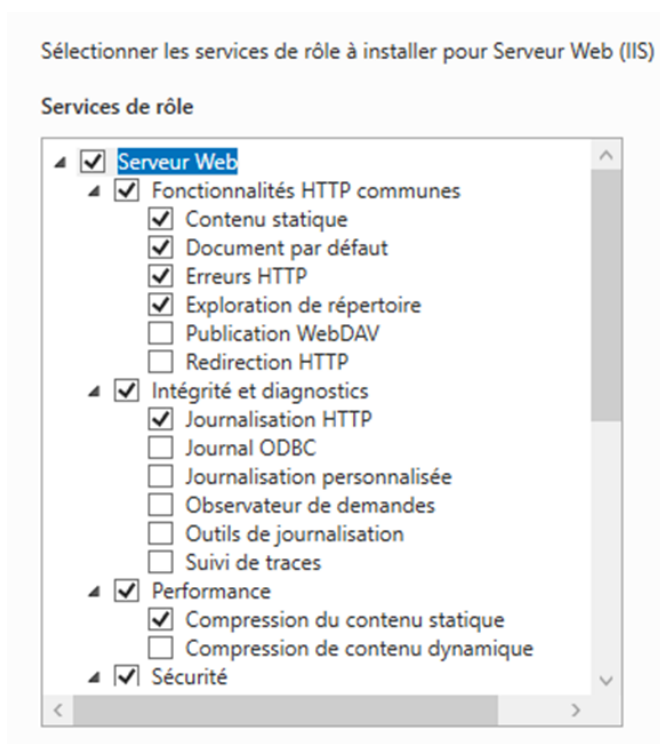 Sélectionner les services de rôle à installer pour Serveur Web (IIS)
Services de rôle
Serveur Web
Fonctionnalités HTTP communes
Contenu statique
Document par défaut
Erreurs HTTP
Exploration de répertoire
Publication WebDAV
Redirection HTTP
Intégrité et diagnostics
Journalisation HTTP
Journal ODBC
Journalisation personnalisée
Observateur de demandes
Outils de journalisation
Suivi de traces
Performance
Compression du contenu statique
Compression de contenu dynamique
Sécurité